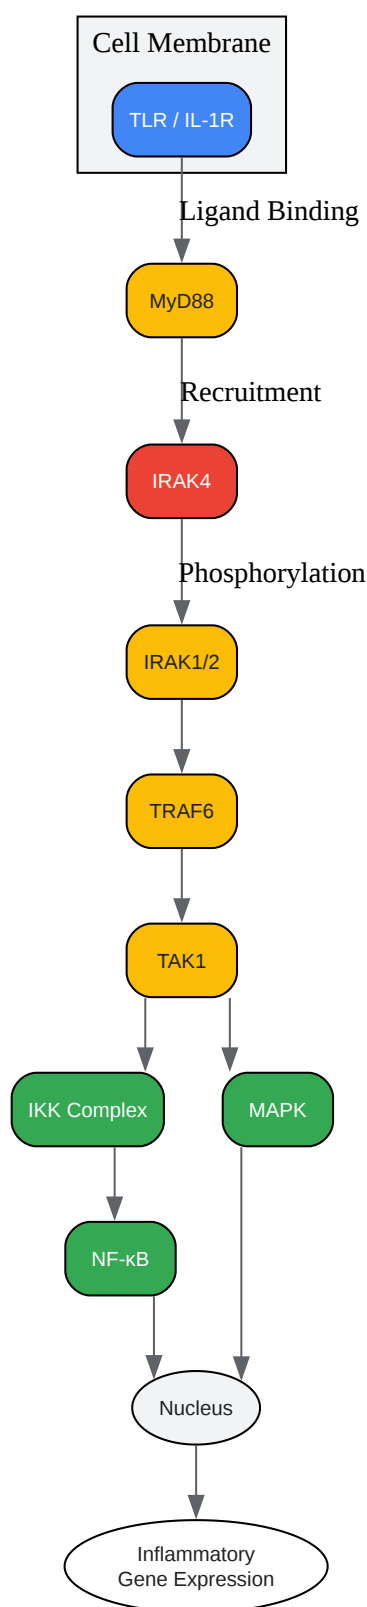 Cell Membrane
TLR / IL-1R
Ligand Binding
MyD88
Recruitment
IRAK4
Phosphorylation
IRAK1/2
TRAF6
TAK1
IKK Complex
MAPK
NF-κB
Nucleus
Inflammatory
Gene Expression